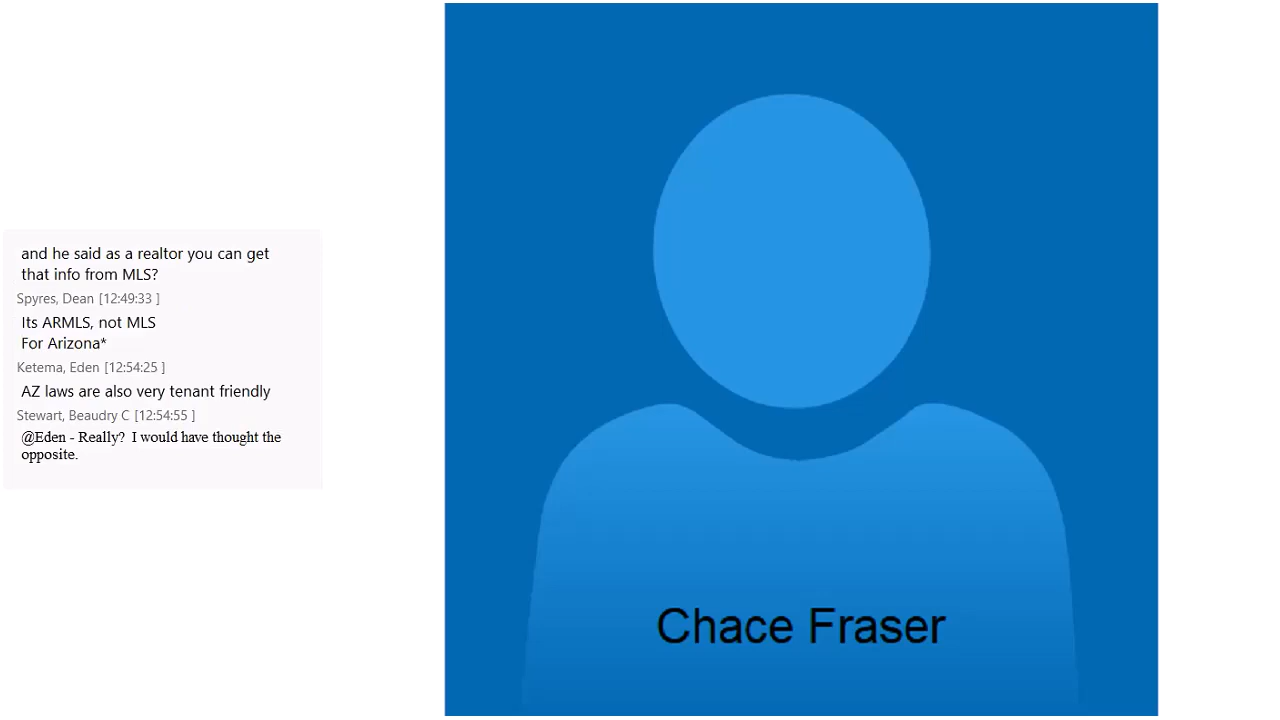 and he said as a realtor you can get
that info from MLS?
Spyres, Dean [12:49:33 ]
Its ARMLS, not MLS
For Arizona*
Ketema, Eden [12:54:25 ]
AZ laws are also very tenant friendly
Stewart, Beaudry C [12:54:55 ]
@Eden - Really?  I would have thought the
opposite.
Chace Fraser